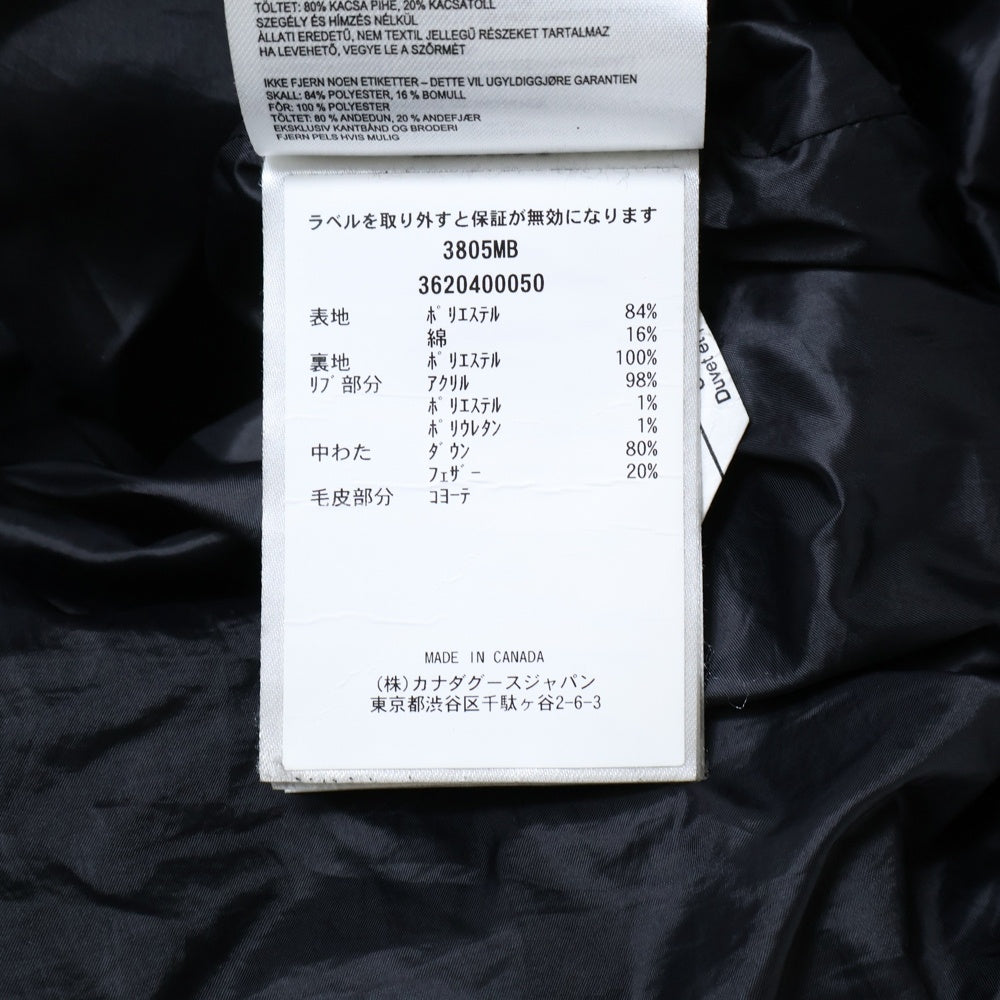 TÖLTET: 80% KACSA PIHE, 20% KACSATOLL
SZEGÉLY ÉS HÍMZÉS NÉLKÜL
ÁLLATI EREDETŰ, NEM TEXTIL JELLEGŰ RÉSZEKET TARTALMAZ
HA LEVEHETŐ, VEGYE LE A SZŐRMÉT
IKKE FJERN NOEN ETIKETTER – DETTE VIL UGYLDIGGJØRE GARANTIEN
SKALL: 84% POLYESTER, 16 % BOMULL
FÔR: 100 % POLYESTER
TÖLTET: 80 % ANDEDUN, 20 % ANDEFJÆR
EKSKLUSIV KANTBÅND OG BRODERI
FJERN PELS HVIS MULIG
ラベルを取り外すと保証が無効になります
3805MB
3620400050
表地 ﾎﾟﾘｴｽﾃﾙ 84%
綿 16%
裏地 ﾎﾟﾘｴｽﾃﾙ 100%
ﾘﾌﾞ部分 ｱｸﾘﾙ 98%
ﾎﾟﾘｴｽﾃﾙ 1%
ﾎﾟﾘｳﾚﾀﾝ 1%
中わた ﾀﾞｳﾝ 80%
ﾌｪｻﾞｰ 20%
毛皮部分 ｺﾖｰﾃ
MADE IN CANADA
(株)カナダグースジャパン
東京都渋谷区千駄ヶ谷2-6-3
Duvet et